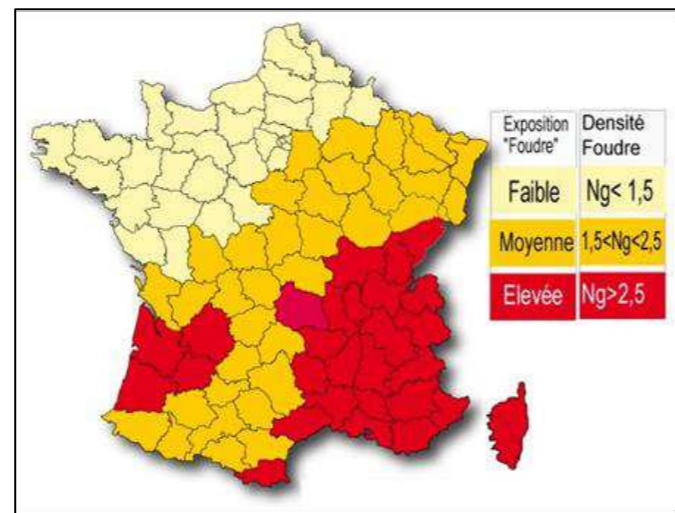 Exposition "Foudre" Densité Foudre
Faible Ng< 1,5
Moyenne 1,5<Ng<2,5
Elevée Ng>2,5